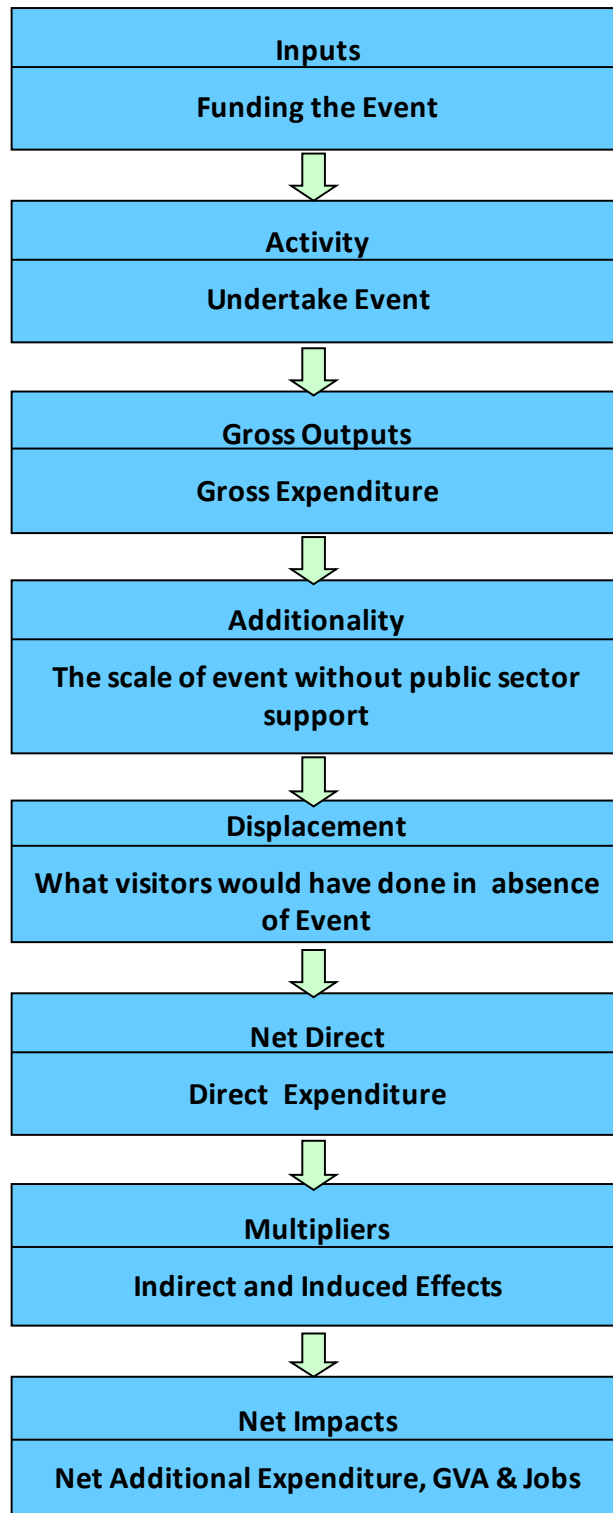 Inputs
Funding the Event
Activity
Undertake Event
Gross Outputs
Gross Expenditure
Additionality
The scale of event without public sector
support
Displacement
What visitors would have done in absence
of Event
Net Direct
Direct Expenditure
Multipliers
Indirect and Induced Effects
Net Impacts
Net Additional Expenditure, GVA & Jobs